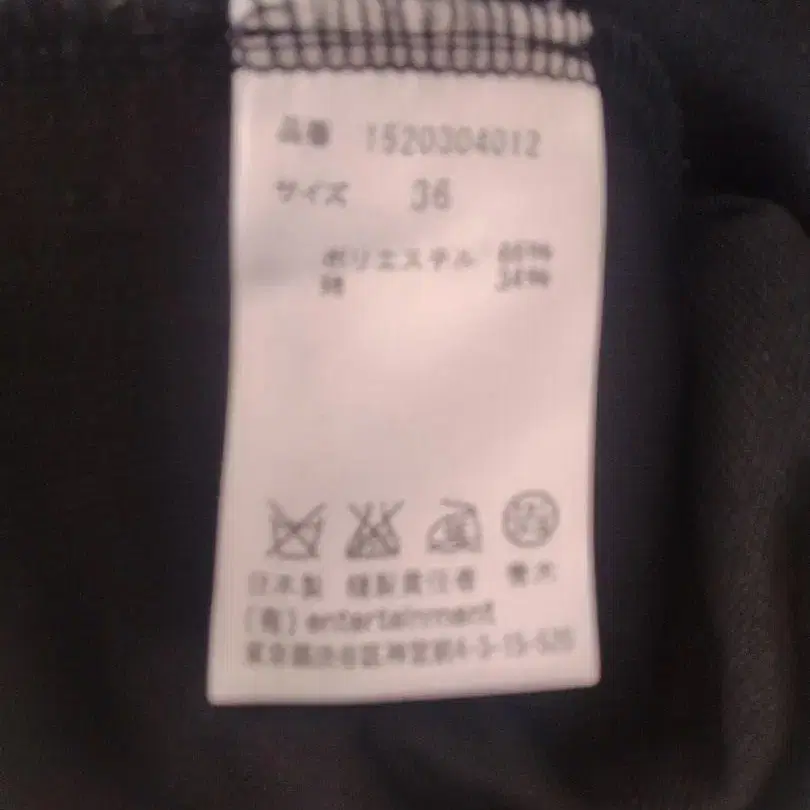 品番 1520304012
サイズ 36
ポリエステル 66%
綿 34%
日本製 縫製責任者 青木
(有) entertainment
東京都渋谷区神宮前4-3-15-